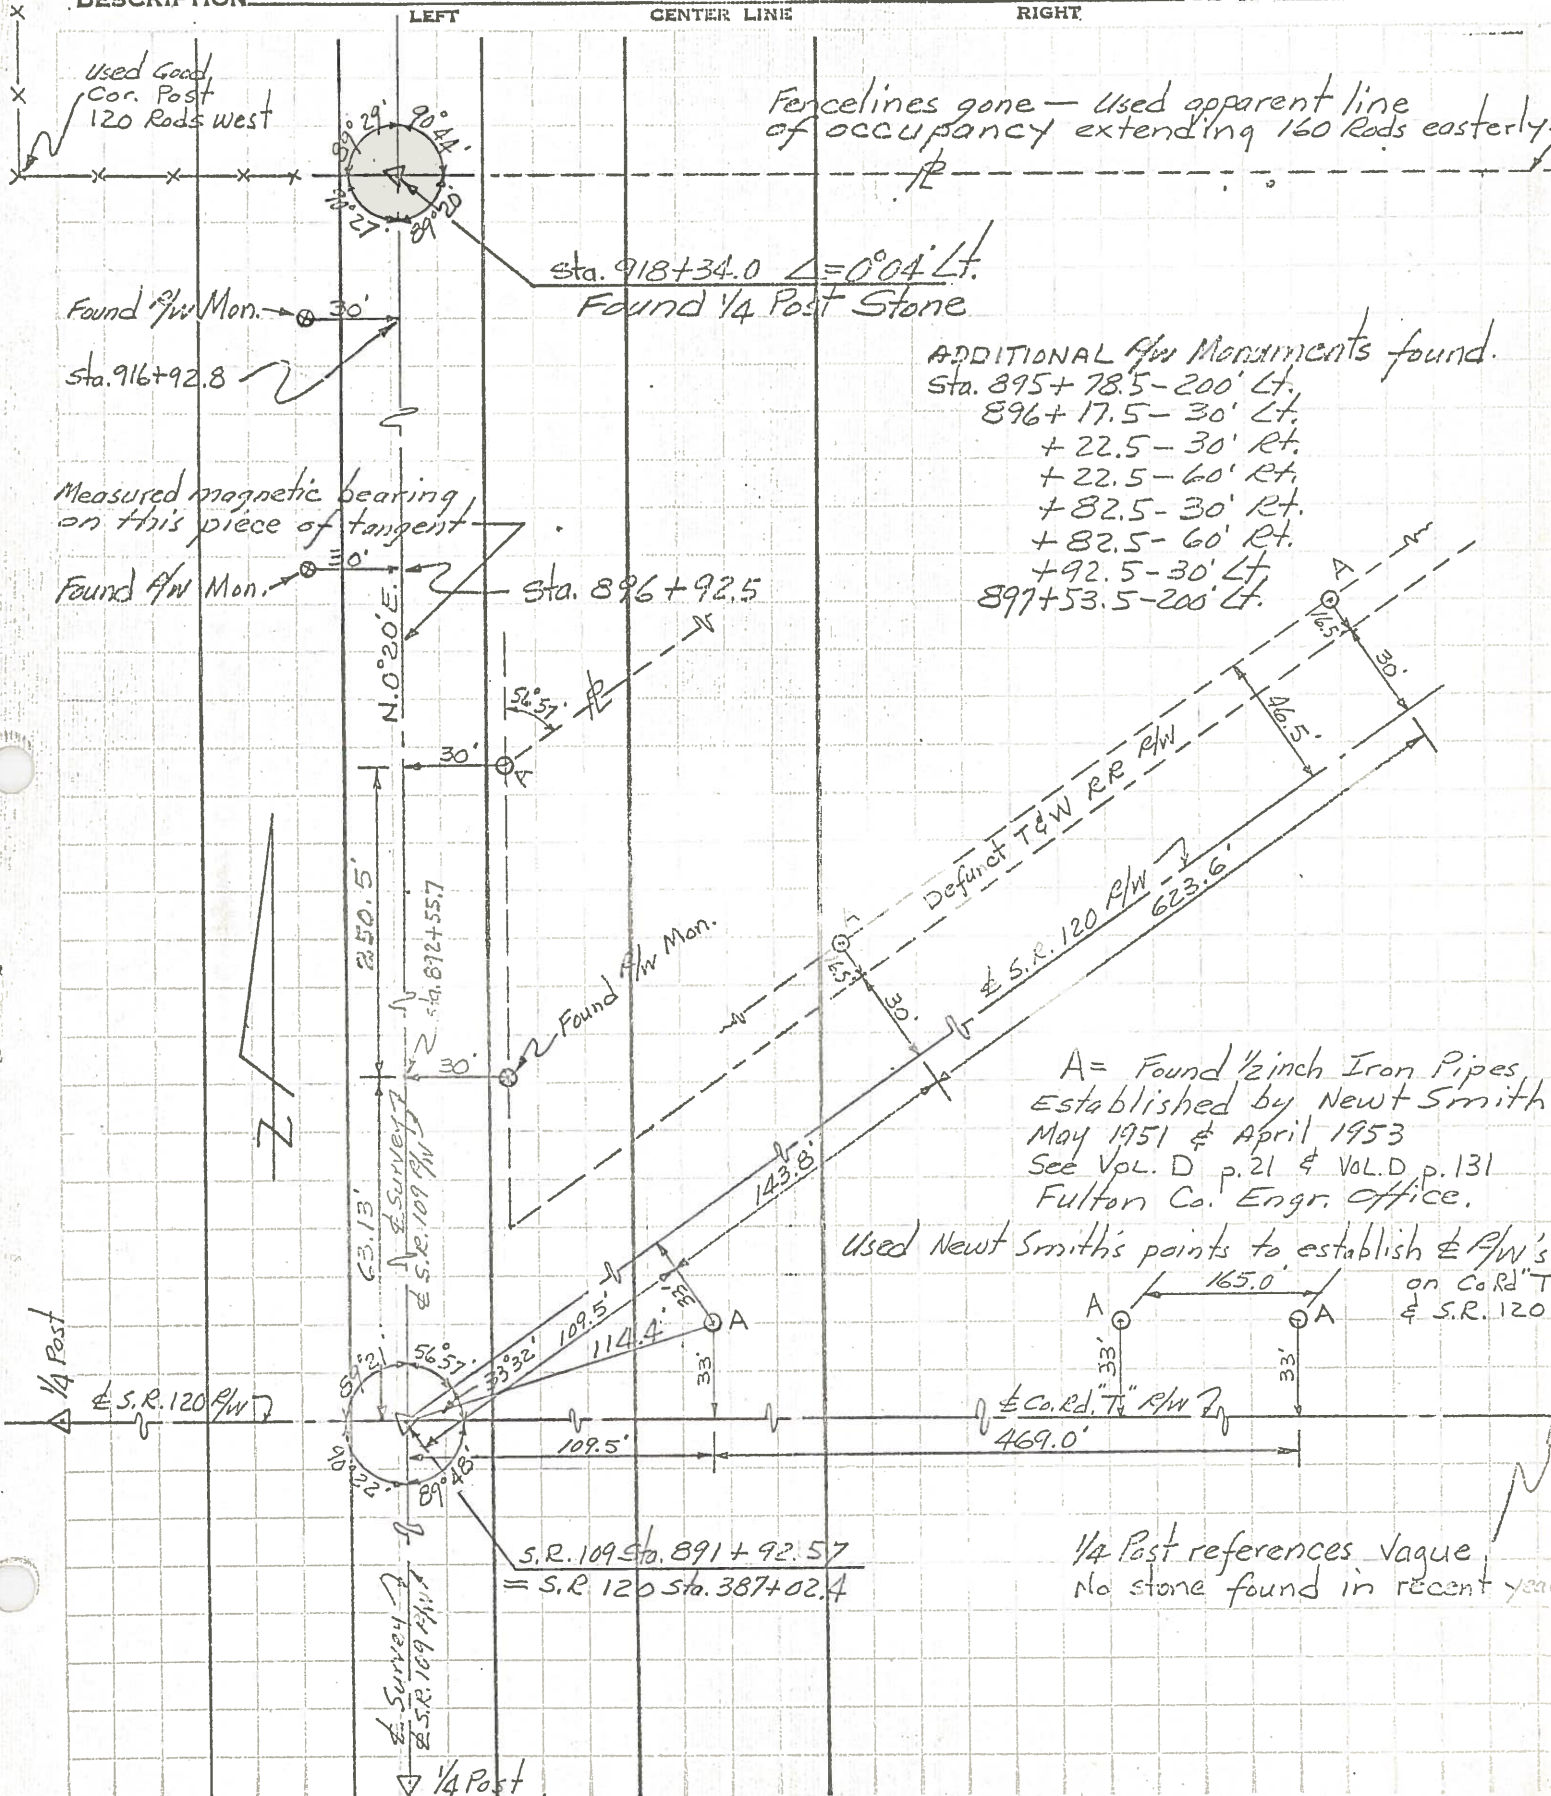 DESCRIPTION
LEFT
CENTER LINE
RIGHT
Used Good
Cor. Post
120 Rods west
Fencelines gone — Used apparent line
of occupancy extending 160 Rods easterly
89°29'
90°44'
90°27'
89°20'
℄
Sta. 918+34.0 ∠=0°04' Lt.
Found 1/4 Post Stone
Found R/W Mon.
30'
Sta. 916+92.8
ADDITIONAL R/W Monuments found.
Sta. 895+78.5-200' Lt.
896+17.5-30' Lt.
+22.5-30' Rt.
+22.5-60' Rt.
+82.5-30' Rt.
+82.5-60' Rt.
+92.5-30' Lt.
897+53.5-200' Lt.
Measured magnetic bearing
on this piece of tangent
Found R/W Mon.
30'
Sta. 896+92.5
N.0°20'E.
56°57'
30'
A
A
16.5'
30'
46.5'
Defunct T&W RR R/W
250.5'
Sta. 892+55.7
Found R/W Mon.
16.5'
30'
℄ S.R. 120 R/W
623.6'
30'
N
A = Found 1/2 inch Iron Pipes
Established by Newt Smith
May 1951 & April 1953
See VOL. D p.21 & VOL. D p.131
Fulton Co. Engr. Office.
63.13'
℄ Survey
℄ S.R. 109 R/W
143.8'
Used Newt Smith's points to establish ℄ R/W's
on Co Rd "T
& S.R. 120
165.0'
A
A
33'
33'
1/4 Post
℄ S.R. 120 R/W
89°21'
56°57'
33°32'
109.5'
114.4'
33'
A
33'
℄ Co. Rd. "T" R/W
109.5'
469.0'
90°22'
89°48'
S.R. 109 Sta. 891+92.57
= S.R. 120 Sta. 387+02.4
1/4 Post references vague
No stone found in recent
℄ Survey
℄ S.R. 109 R/W
1/4 Post